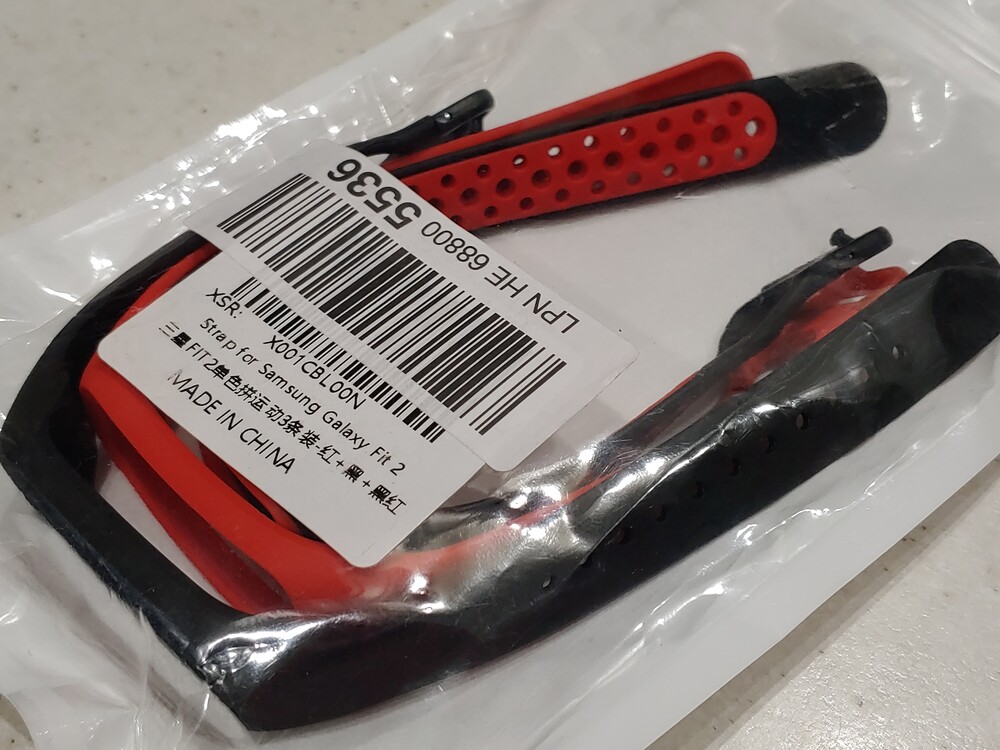 LPN HE 68800 5536
XSR: X001CBL00N
Strap for Samsung Galaxy Fit 2
三星FIT2单色拼运动3条装-红+黑+黑红
MADE IN CHINA